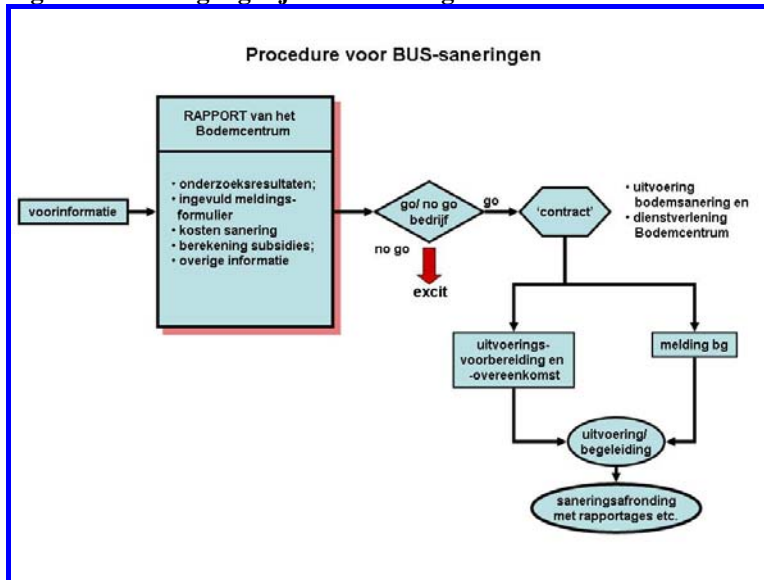 Procedure voor BUS-saneringen
RAPPORT van het
Bodemcentrum
• onderzoeksresultaten;
• ingevuld meldings-
formulier
• kosten sanering
• berekening subsidies;
• overige informatie
voorinformatie
go/ no go
bedrijf
go
no go
excit
'contract'
• uitvoering
bodemsanering en
• dienstverlening
Bodemcentrum
uitvoerings-
voorbereiding en
-overeenkomst
melding bg
uitvoering/
begeleiding
saneringsafronding
met rapportages etc.